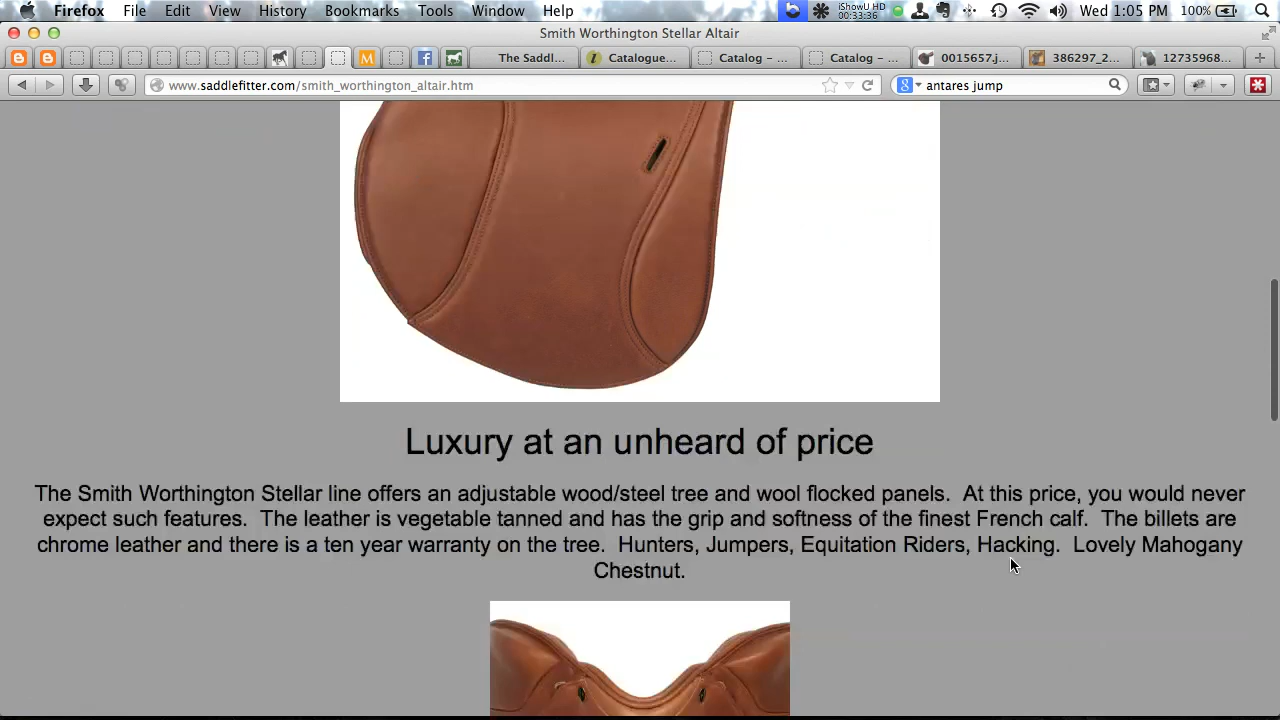 Firefox File Edit View History Bookmarks Tools Window Help iShowU HD 00:33:36 Wed 1:05 PM 100%
Smith Worthington Stellar Altair
The Saddl... Catalogue... Catalog – ... Catalog – ... 0015657.j... 386297_2... 12735968...
www.saddlefitter.com/smith_worthington_altair.htm antares jump
Luxury at an unheard of price
The Smith Worthington Stellar line offers an adjustable wood/steel tree and wool flocked panels. At this price, you would never
expect such features. The leather is vegetable tanned and has the grip and softness of the finest French calf. The billets are
chrome leather and there is a ten year warranty on the tree. Hunters, Jumpers, Equitation Riders, Hacking. Lovely Mahogany
Chestnut.